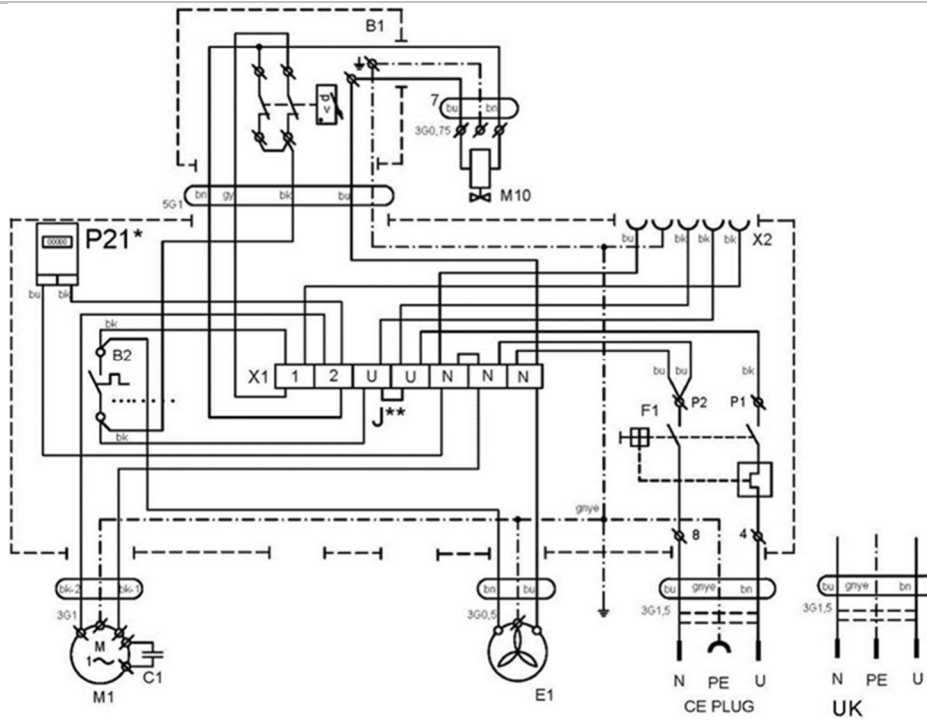 B1
d
v
7
bu bn
3G0,75
M10
bn gy bk bu
5G1
00000
P21*
bu bk
bu bk bk bk
X2
bk
B2
bk
X1 1 2 U U N N N
J**
bu bu bk
F1 P2 P1
gnye
8 4
bk-2 bk-1
3G1
bn bu
3G0,5
bu gnye bn
3G1,5
bu gnye bn
3G1,5
M
1~
C1
M1
E1
N PE U
CE PLUG
N PE U
UK